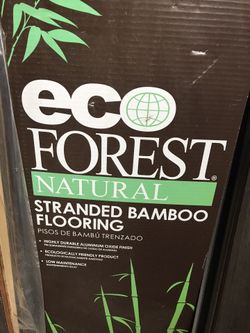 eco
FOREST®
NATURAL
STRANDED BAMBOO
FLOORING
PISOS DE BAMBÚ TRENZADO
• HIGHLY DURABLE ALUMINUM OXIDE FINISH
• ECOLOGICALLY FRIENDLY PRODUCT
• LOW MAINTENANCE